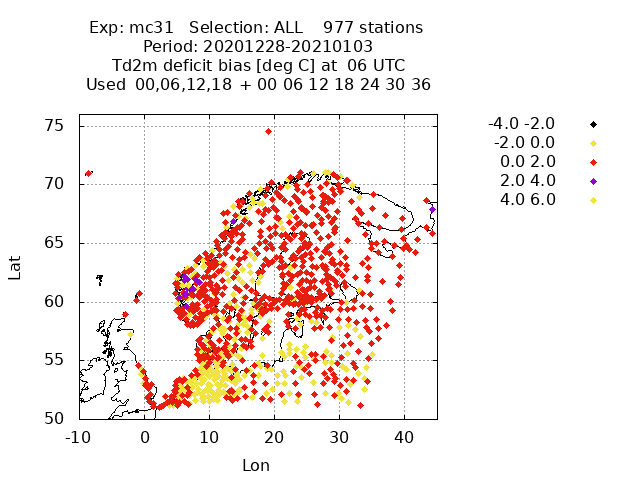 Exp: mc31 Selection: ALL 977 stations
Period: 20201228-20210103
Td2m deficit bias [deg C] at 06 UTC
Used 00,06,12,18 + 00 06 12 18 24 30 36
-4.0 -2.0
-2.0 0.0
0.0 2.0
2.0 4.0
4.0 6.0
75
70
65
60
55
50
Lat
-10 0 10 20 30 40
Lon